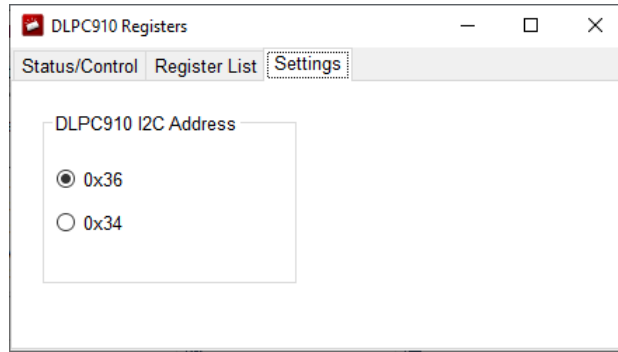 DLPC910 Registers
Status/Control Register List Settings
DLPC910 I2C Address
0x36
0x34